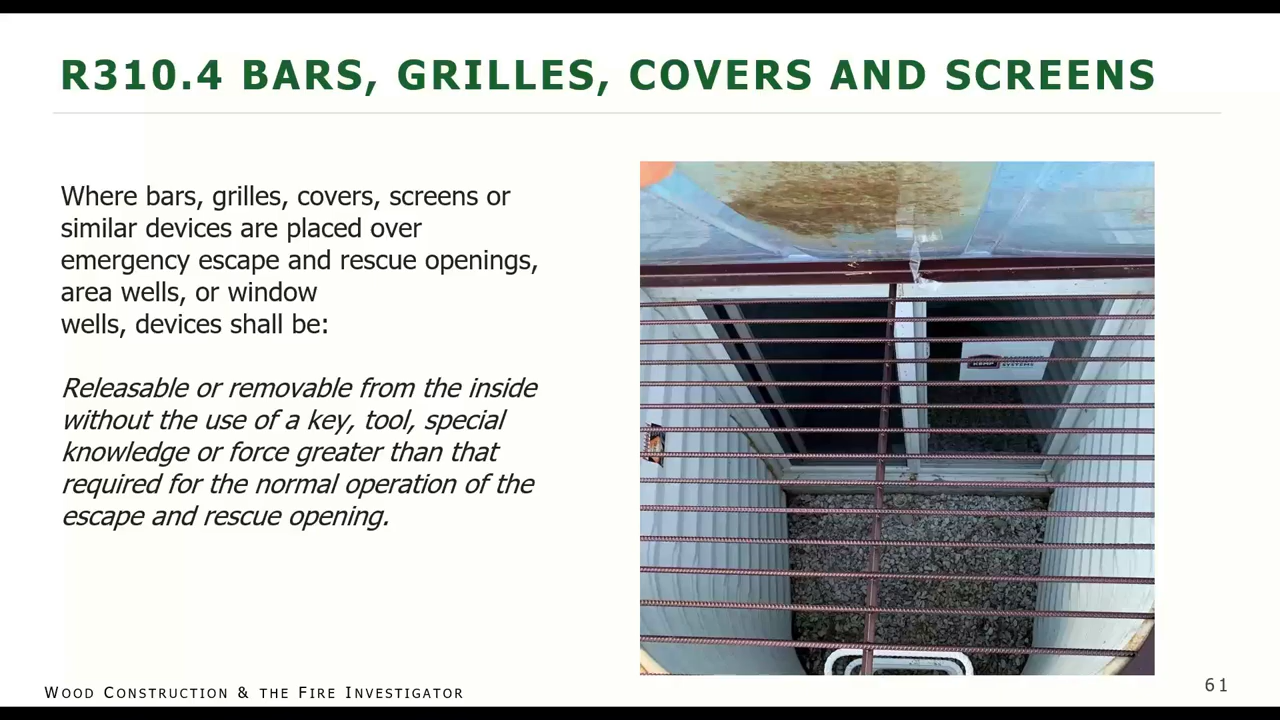 R310.4 BARS, GRILLES, COVERS AND SCREENS
Where bars, grilles, covers, screens or
similar devices are placed over
emergency escape and rescue openings,
area wells, or window
wells, devices shall be:
Releasable or removable from the inside
without the use of a key, tool, special
knowledge or force greater than that
required for the normal operation of the
escape and rescue opening.
KEMP
SYSTEMS
WOOD CONSTRUCTION & THE FIRE INVESTIGATOR
61